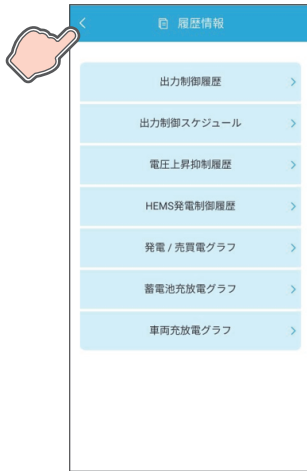 履歴情報
出力制御履歴
出力制御スケジュール
電圧上昇抑制履歴
HEMS発電制御履歴
発電 / 売買電グラフ
蓄電池充放電グラフ
車両充放電グラフ